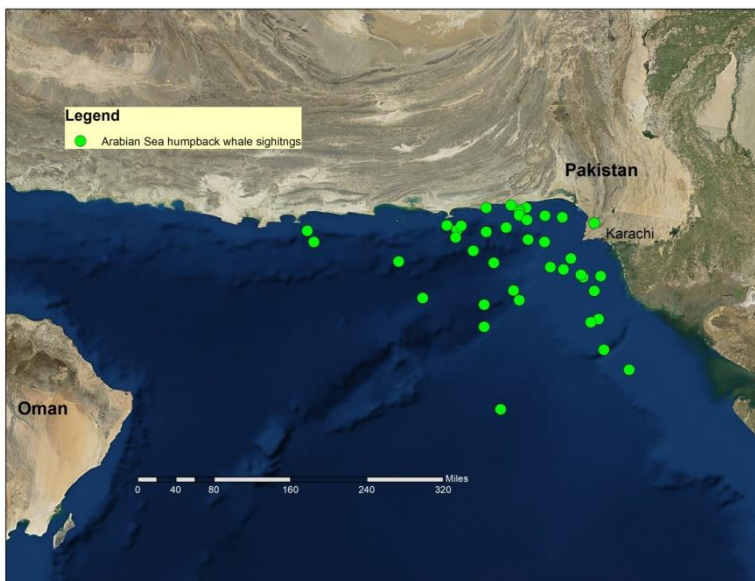 Legend
Arabian Sea humpback whale sighitngs
Pakistan
Karachi
Oman
Miles
0 40 80 160 240 320